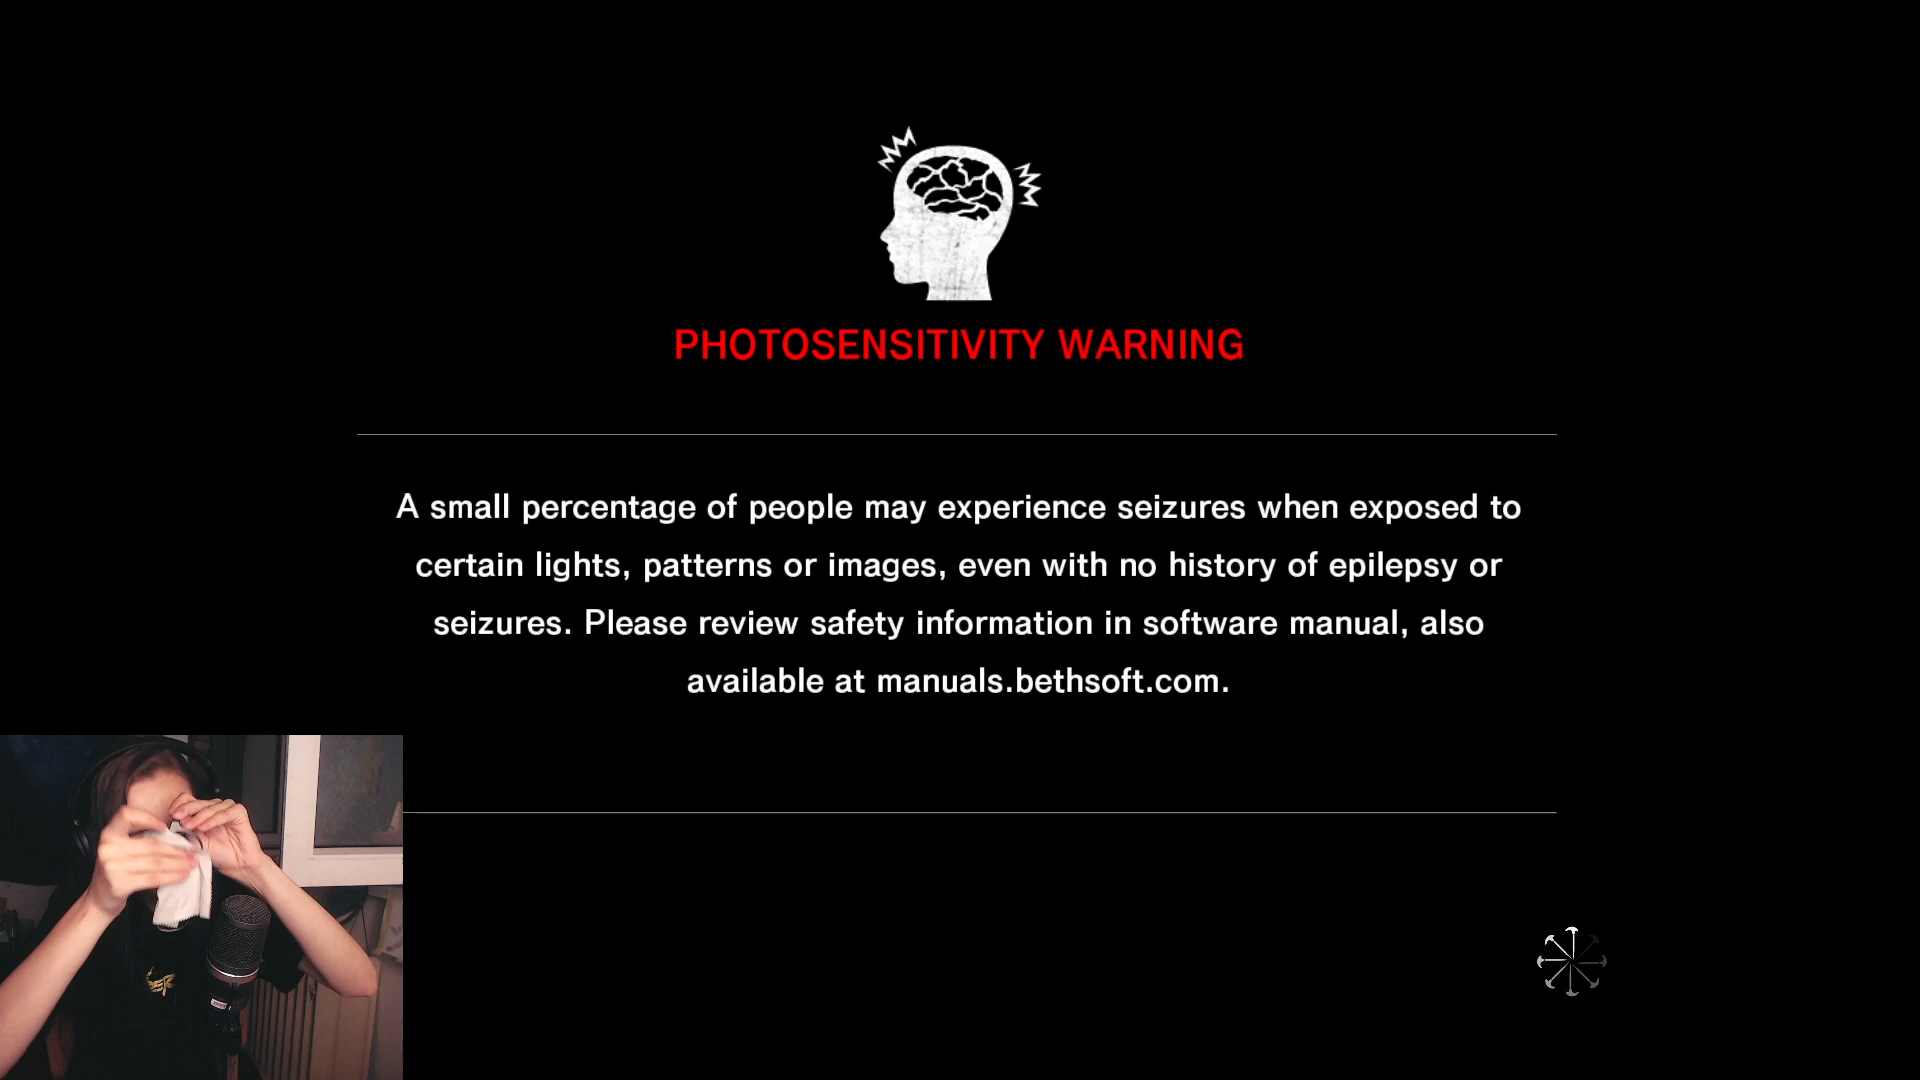 PHOTOSENSITIVITY WARNING
A small percentage of people may experience seizures when exposed to
certain lights, patterns or images, even with no history of epilepsy or
seizures. Please review safety information in software manual, also
available at manuals.bethsoft.com.